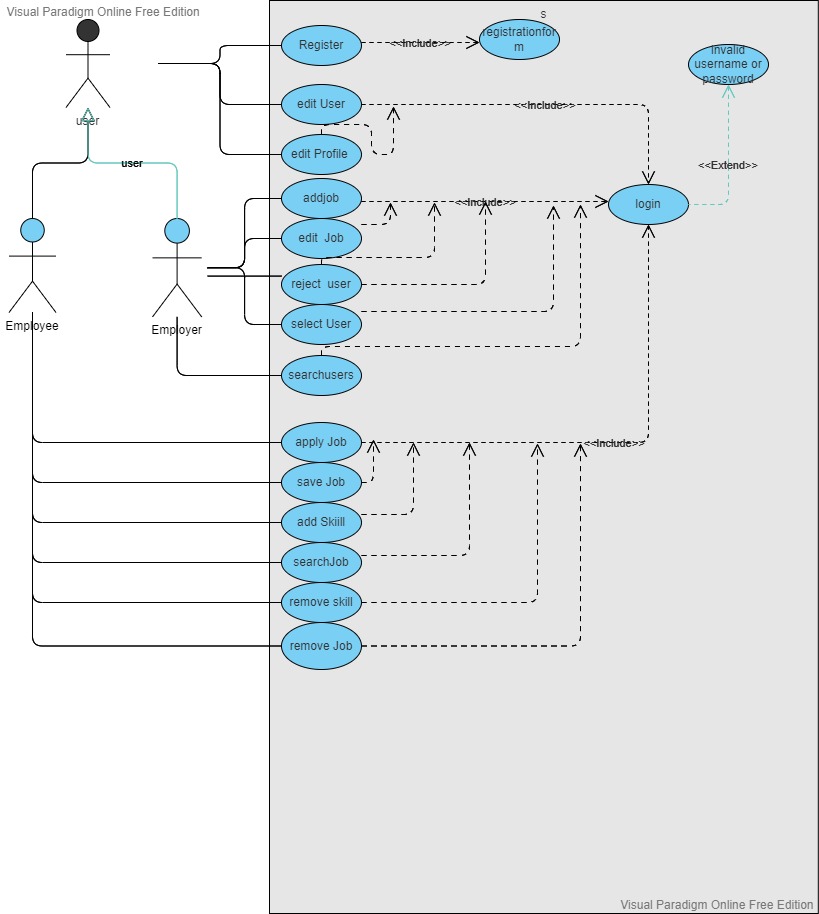 Visual Paradigm Online Free Edition
s
Register
<<Include>>
registrationfor
m
invalid
username or
password
user
edit User
<<Include>>
edit Profile
user
<<Extend>>
addjob
<<Include>>
login
edit  Job
reject  user
Employee
Employer
select User
searchusers
apply Job
<<Include>>
save Job
add Skiill
searchJob
remove skill
remove Job
Visual Paradigm Online Free Edition